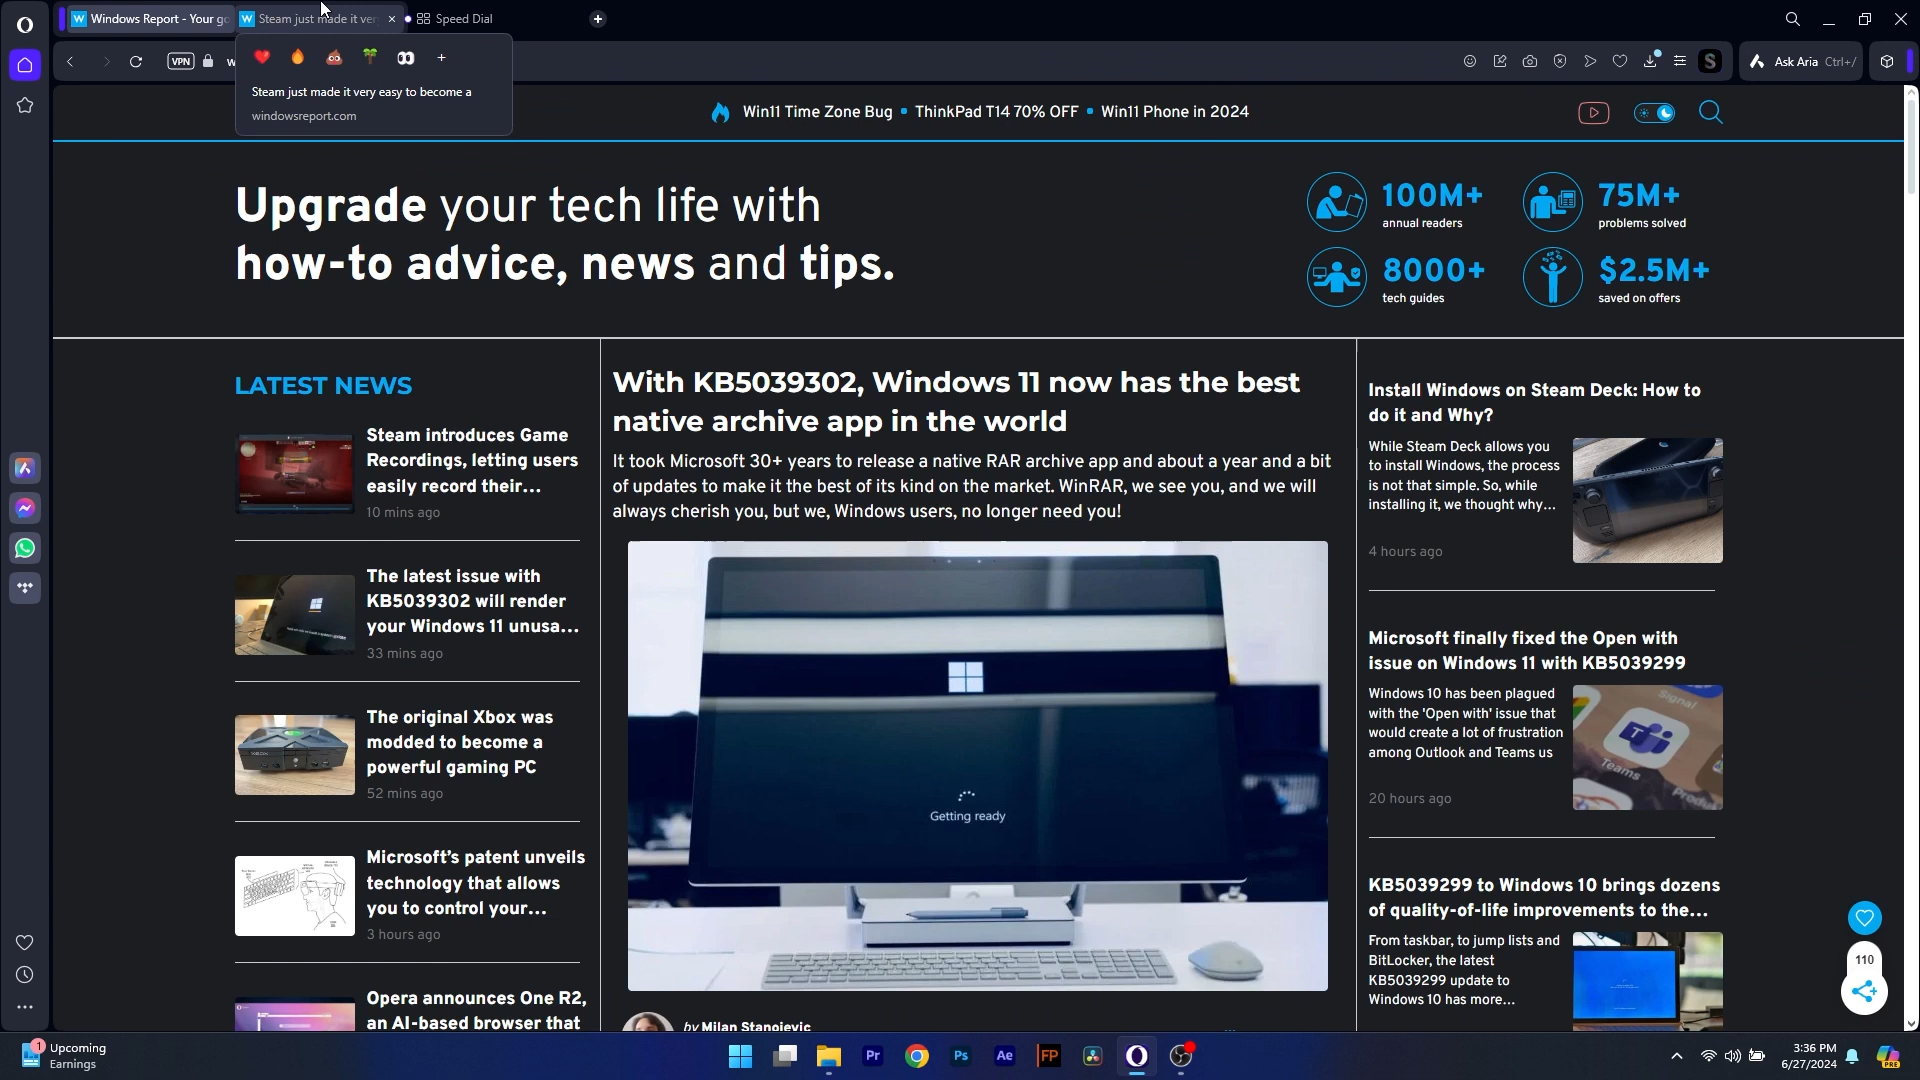 Windows Report - Your go
Steam just made it ver
Speed Dial
VPN
Steam just made it very easy to become a
windowsreport.com
Ask Aria Ctrl+/
Win11 Time Zone Bug
ThinkPad T14 70% OFF
Win11 Phone in 2024
Upgrade your tech life with
how-to advice, news and tips.
100M+
annual readers
75M+
problems solved
8000+
tech guides
$2.5M+
saved on offers
LATEST NEWS
Steam introduces Game
Recordings, letting users
easily record their...
10 mins ago
The latest issue with
KB5039302 will render
your Windows 11 unusa...
33 mins ago
The original Xbox was
modded to become a
powerful gaming PC
52 mins ago
Microsoft's patent unveils
technology that allows
you to control your...
3 hours ago
Opera announces One R2,
an AI-based browser that
With KB5039302, Windows 11 now has the best
native archive app in the world
It took Microsoft 30+ years to release a native RAR archive app and about a year and a bit
of updates to make it the best of its kind on the market. WinRAR, we see you, and we will
always cherish you, but we, Windows users, no longer need you!
Getting ready
by Milan Stanojevic
Install Windows on Steam Deck: How to
do it and Why?
While Steam Deck allows you
to install Windows, the process
is not that simple. So, while
installing it, we thought why...
4 hours ago
Microsoft finally fixed the Open with
issue on Windows 11 with KB5039299
Windows 10 has been plagued
with the 'Open with' issue that
would create a lot of frustration
among Outlook and Teams us
20 hours ago
Signal
Teams
KB5039299 to Windows 10 brings dozens
of quality-of-life improvements to the...
From taskbar, to jump lists and
BitLocker, the latest
KB5039299 update to
Windows 10 has more...
110
1
Upcoming
Earnings
Pr
Ps
Ae
FP
3:36 PM
6/27/2024
PRE